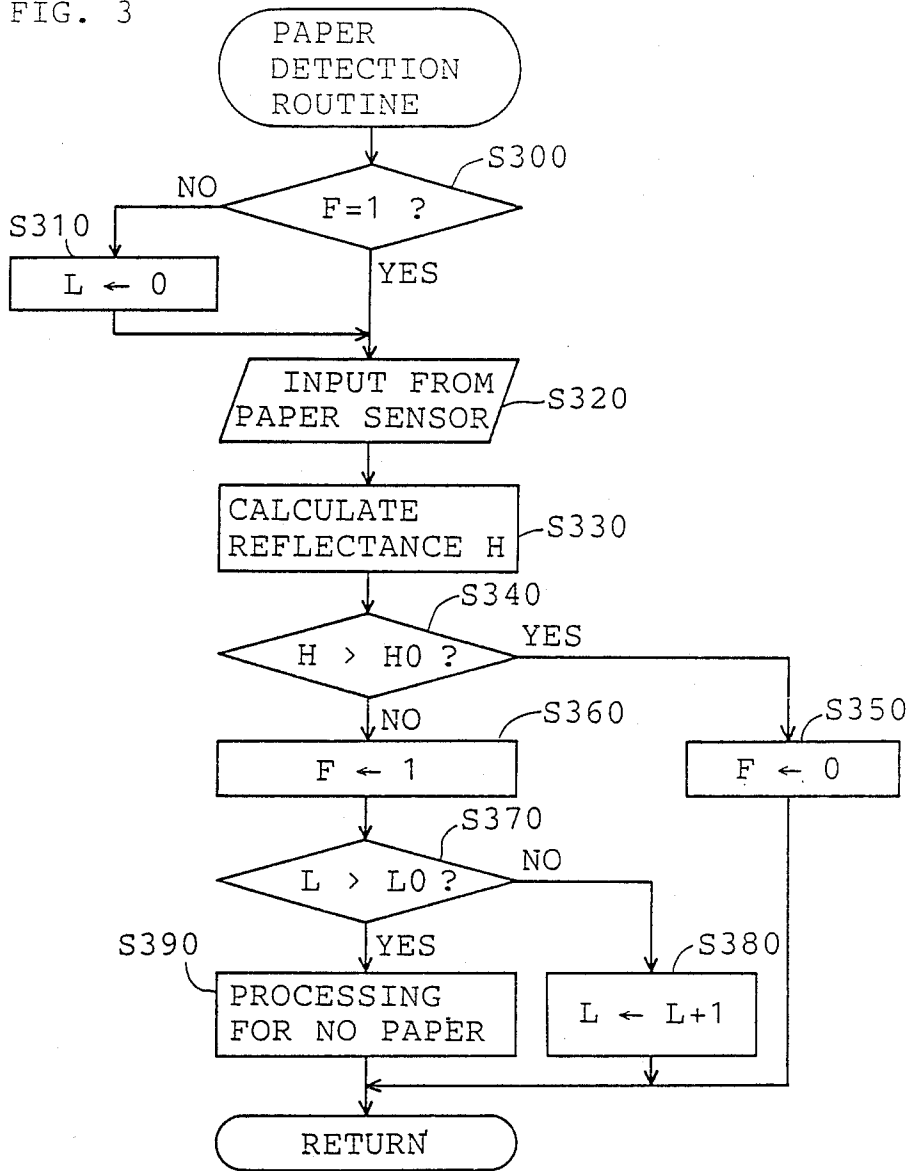 FIG. 3
PAPER
DETECTION
ROUTINE
S300
NO
F=1 ?
S310
YES
L ← 0
INPUT FROM
PAPER SENSOR
S320
CALCULATE
REFLECTANCE H
S330
S340
YES
H > H0 ?
NO
S360
S350
F ← 1
F ← 0
S370
NO
L > L0 ?
S390
YES
S380
PROCESSING
FOR NO PAPER
L ← L+1
RETURN